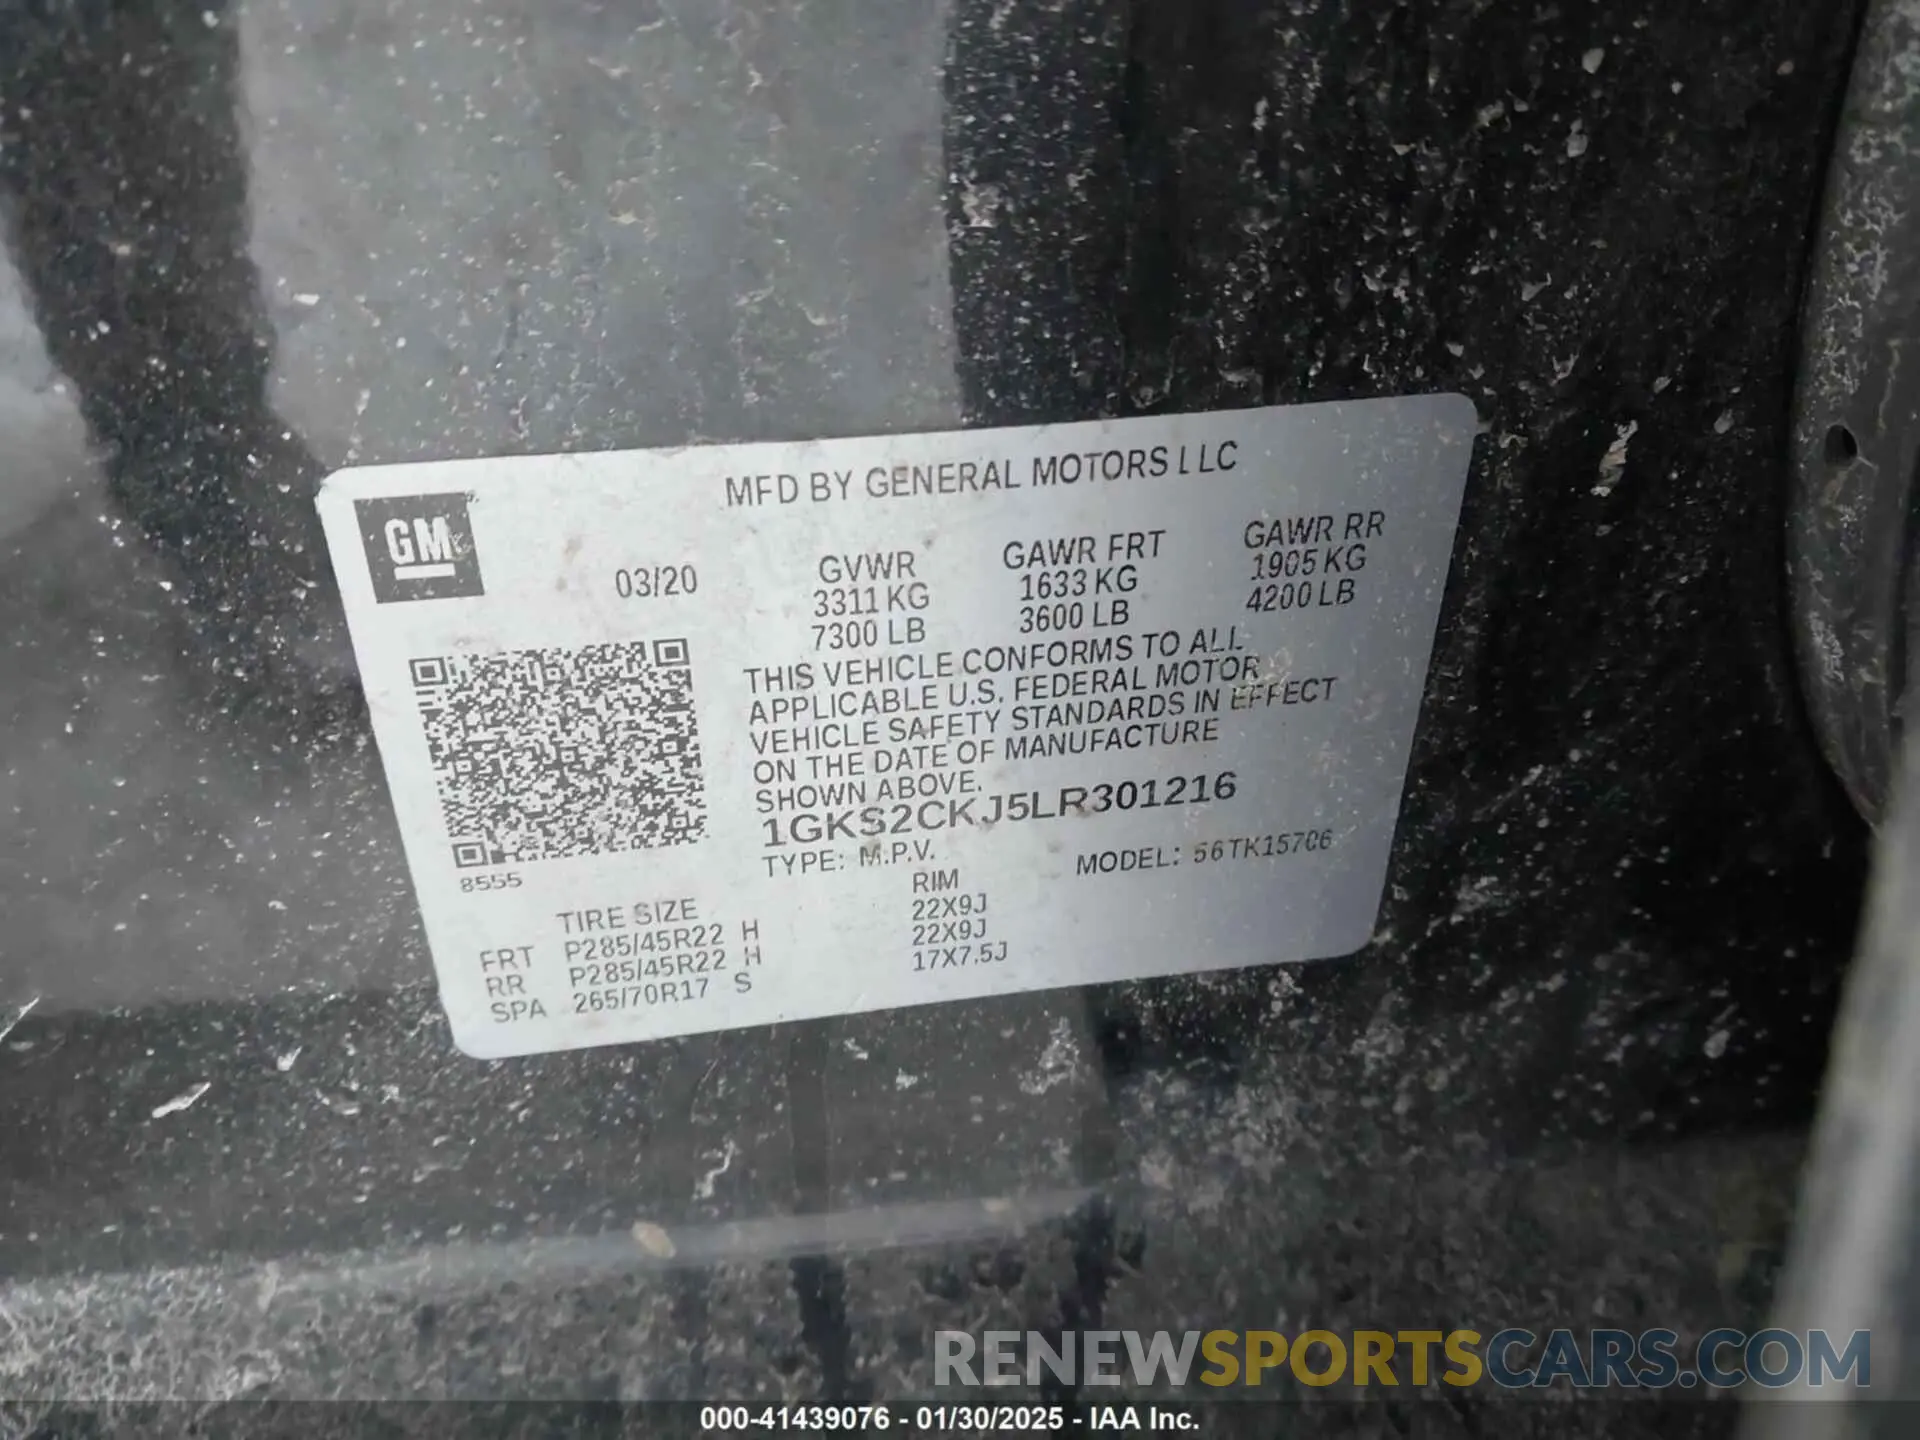 MFD BY GENERAL MOTORS LLC
GM
03/20
GVWR GAWR FRT GAWR RR
3311 KG 1633 KG 1905 KG
7300 LB 3600 LB 4200 LB
THIS VEHICLE CONFORMS TO ALL
APPLICABLE U.S. FEDERAL MOTOR
VEHICLE SAFETY STANDARDS IN EFFECT
ON THE DATE OF MANUFACTURE
SHOWN ABOVE.
1GKS2CKJ5LR301216
TYPE: M.P.V. MODEL: 56TK15706
8555
TIRE SIZE RIM
FRT P285/45R22 H 22X9J
RR P285/45R22 H 22X9J
SPA 265/70R17 S 17X7.5J
RENEWSPORTSCARS.COM
000-41439076 - 01/30/2025 - IAA Inc.